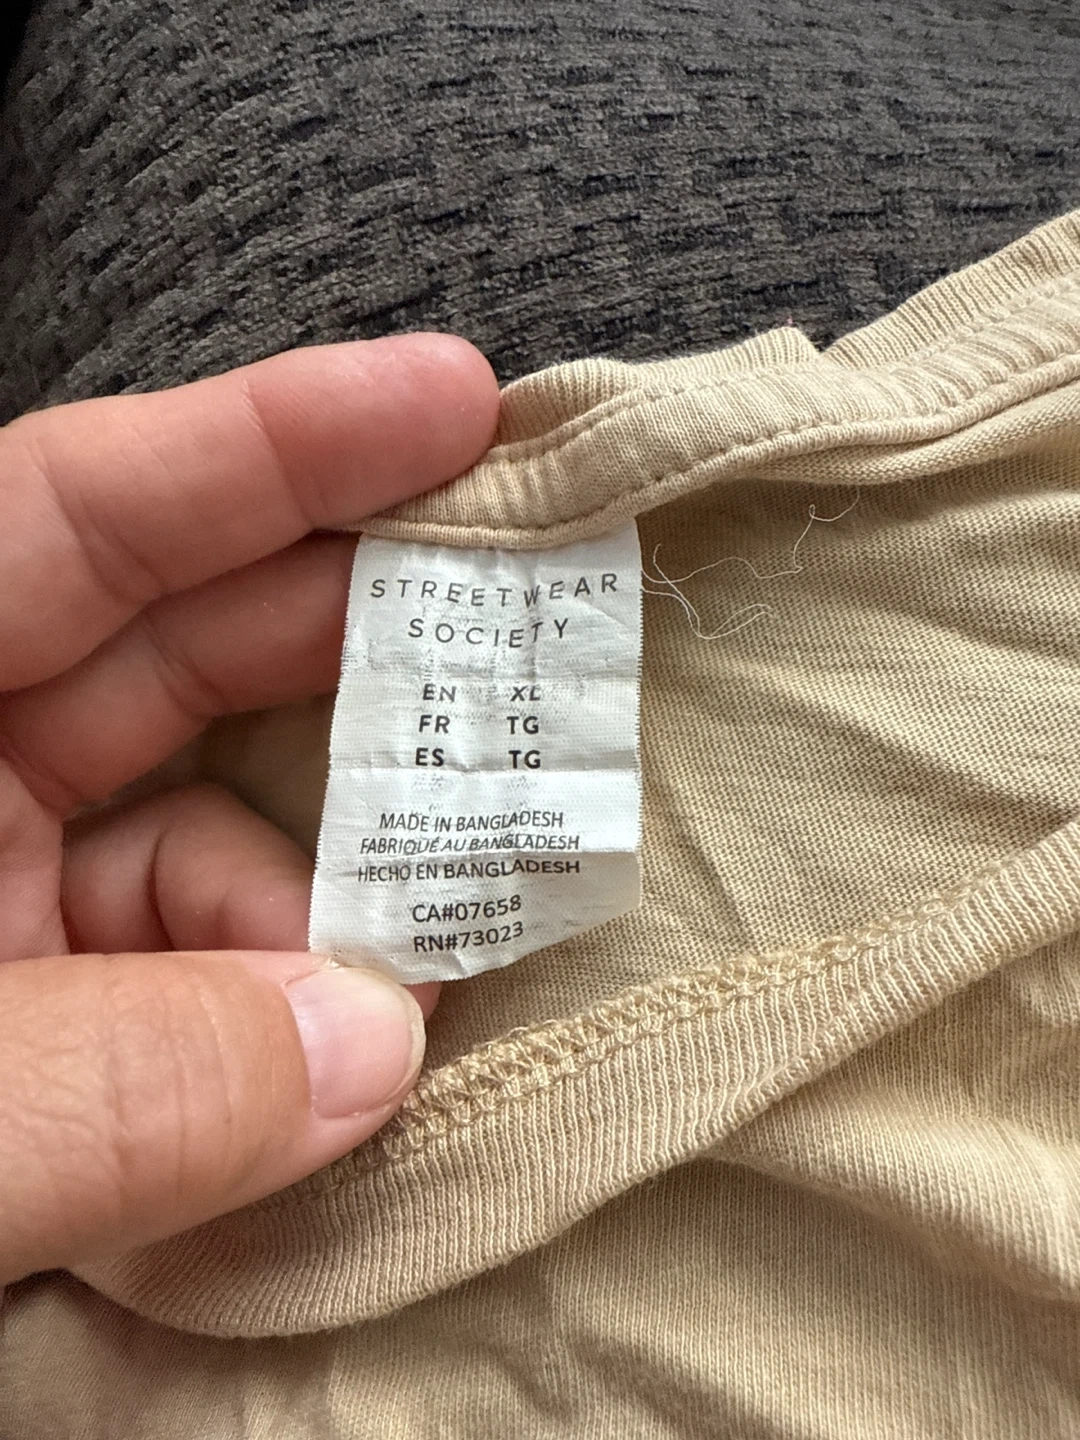 STREETWEAR
SOCIETY
EN XL
FR TG
ES TG
MADE IN BANGLADESH
FABRIQUÉ AU BANGLADESH
HECHO EN BANGLADESH
CA#07658
RN#73023